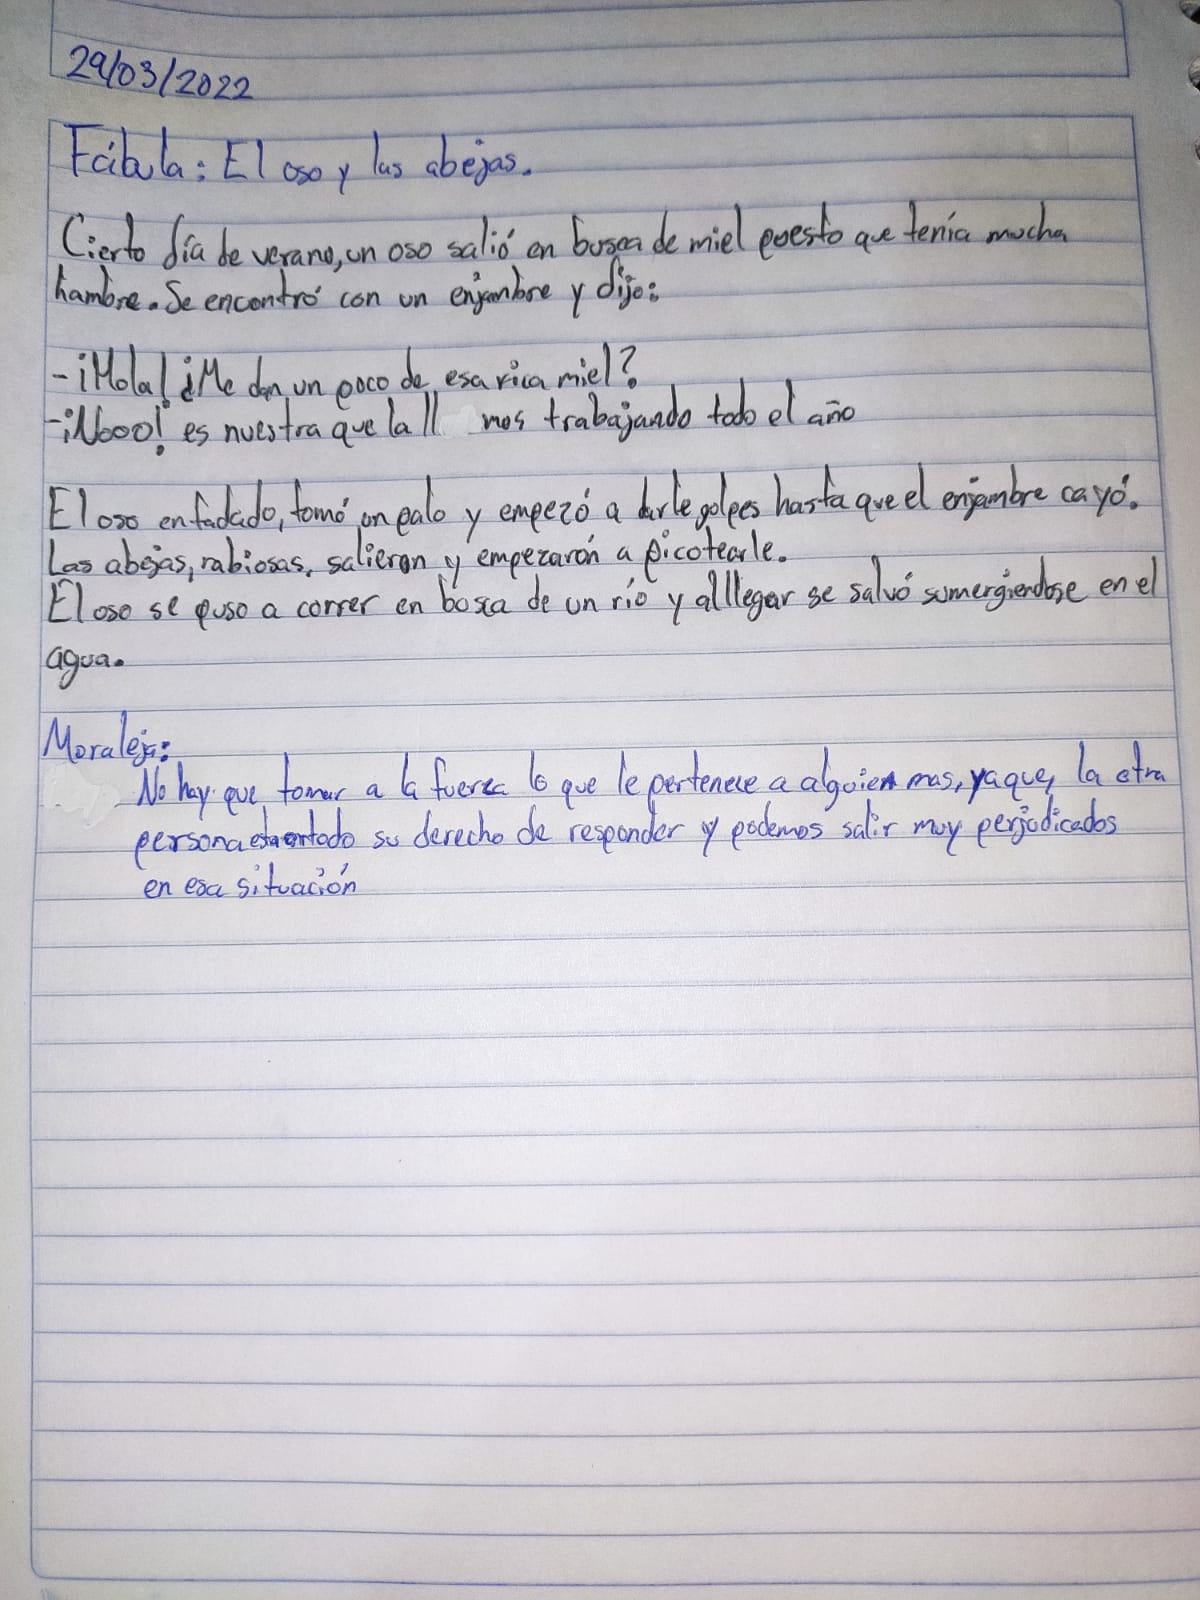 29/03/2022
Fábula: El oso y las abejas.
Cierto día de verano, un oso salió en busca de miel puesto que tenía mucha
hambre. Se encontró con un enjambre y dijo:
-¡Hola! ¿Me dan un poco de esa rica miel?
-¡Nooo! es nuestra que la ll mos trabajando todo el año
El oso enfadado, tomó un palo y empezó a darle golpes hasta que el enjambre cayó.
Las abejas, rabiosas, salieron y empezarón a picotearle.
El oso se puso a correr en busca de un río y al llegar se salvó sumergiendose en el
agua.
Moraleja:
No hay que tomar a la fuerza lo que le pertenece a alguien mas, ya que, la otra
persona su derecho de responder y podemos salir muy perjudicados
en esa situación